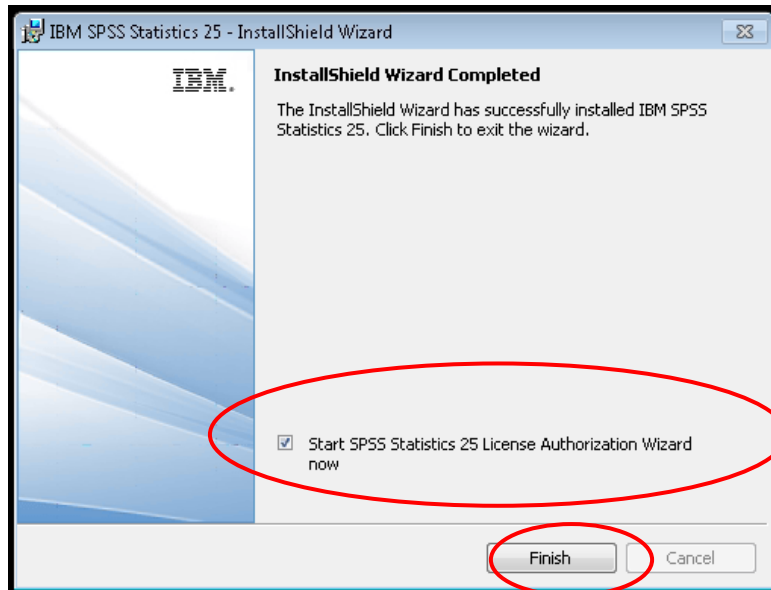 IBM SPSS Statistics 25 - InstallShield Wizard
IBM.
InstallShield Wizard Completed
The InstallShield Wizard has successfully installed IBM SPSS
Statistics 25. Click Finish to exit the wizard.
Start SPSS Statistics 25 License Authorization Wizard
now
Finish
Cancel